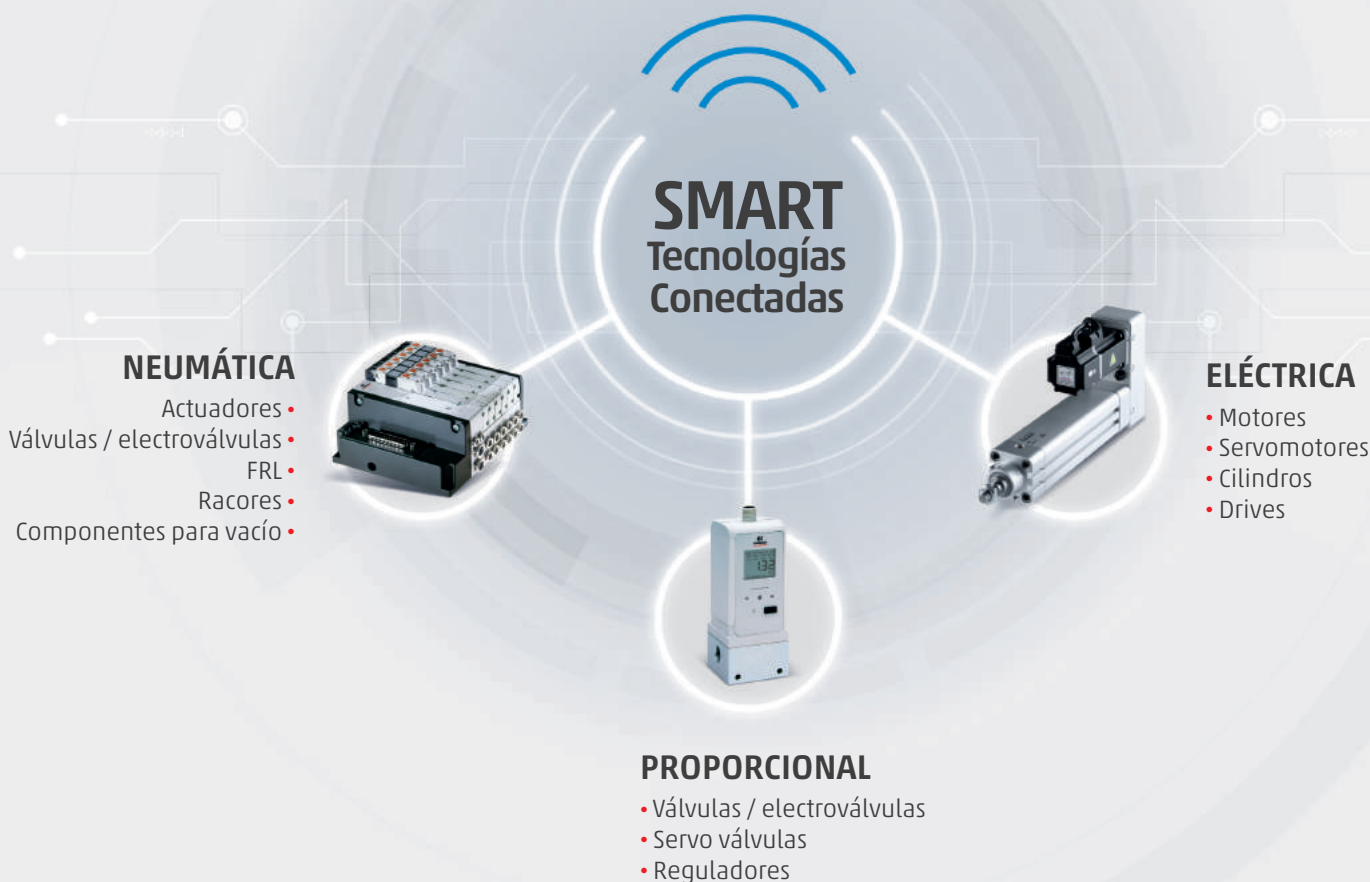 SMART
Tecnologías
Conectadas
NEUMÁTICA
Actuadores •
Válvulas / electroválvulas •
FRL •
Racores •
Componentes para vacío •
ELÉCTRICA
• Motores
• Servomotores
• Cilindros
• Drives
PROPORCIONAL
• Válvulas / electroválvulas
• Servo válvulas
• Reguladores